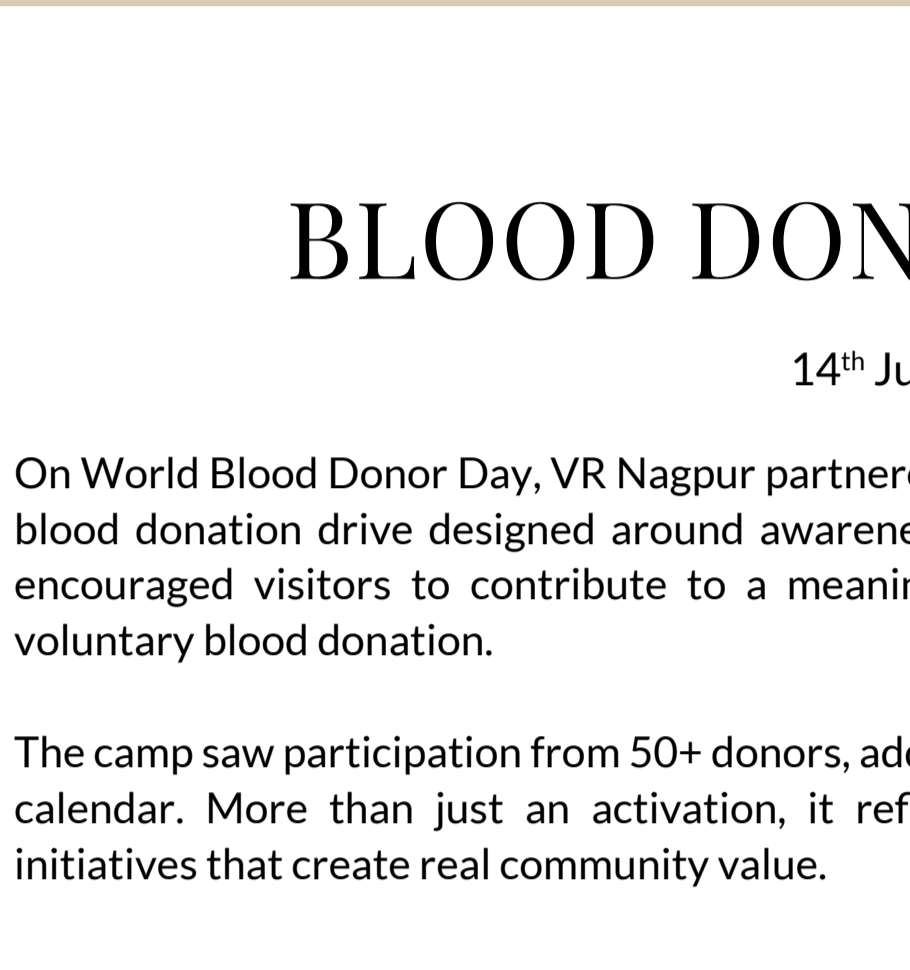 BLOOD DON
14th Ju
On World Blood Donor Day, VR Nagpur partner
blood donation drive designed around awarene
encouraged visitors to contribute to a meanin
voluntary blood donation.
The camp saw participation from 50+ donors, ad
calendar. More than just an activation, it ref
initiatives that create real community value.